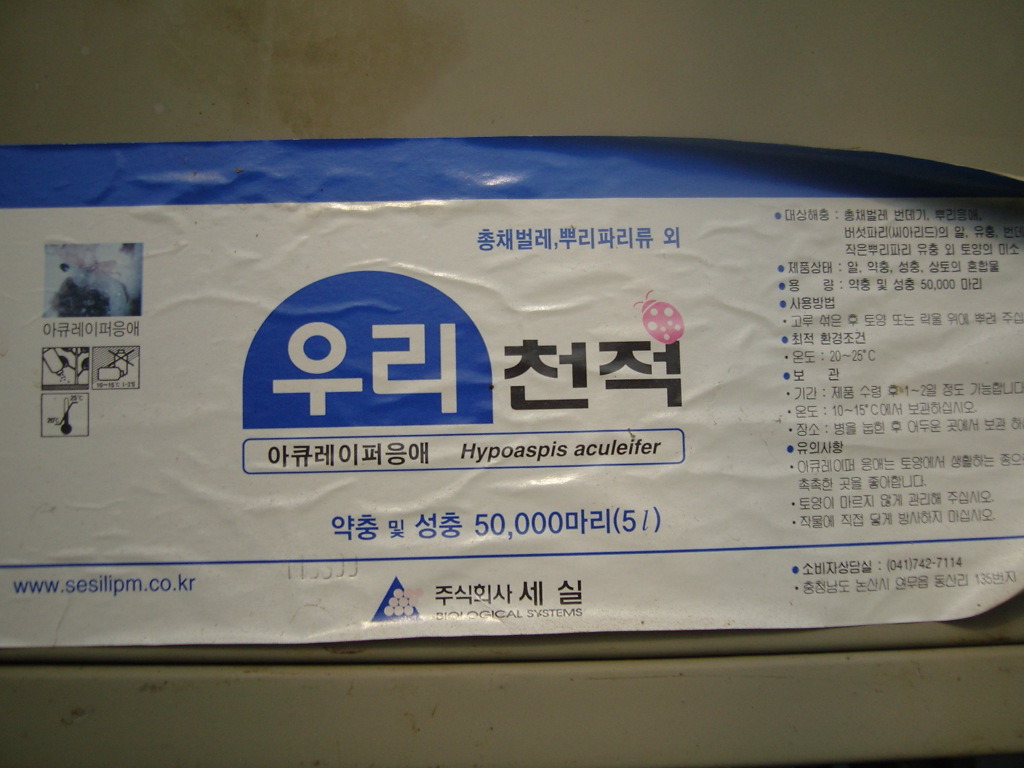 총채벌레,뿌리파리류 외
아큐레이퍼응애
우리 천적
아큐레이퍼응애 Hypoaspis aculeifer
약충 및 성충 50,000마리(5l)
www.sesilipm.co.kr
주식회사 세실
BIOLOGICAL SYSTEMS
• 대상해충 : 총채벌레 번데기, 뿌리응애,
버섯파리(씨아리드)의 알, 유충, 번데
작은뿌리파리 유충 외 토양의 미소
• 제품상태 : 알, 약충, 성충, 상토의 혼합물
• 용 량 : 약충 및 성충 50,000 마리
• 사용방법
· 고루 섞은 후 토양 또는 작물 위에 뿌려 주십
• 최적 환경조건
· 온도 : 20~25°C
• 보 관
· 기간 : 제품 수령 후 1~2일 정도 가능합니다
· 온도 : 10~15°C에서 보관하십시오.
· 장소 : 병을 눕힌 후 어두운 곳에서 보관
• 유의사항
· 아큐레이퍼 응애는 토양에서 생활하는 종으
촉촉한 곳을 좋아합니다.
· 토양이 마르지 않게 관리해 주십시오.
· 작물에 직접 닿게 방사하지 마십시오.
• 소비자상담실 : (041)742-7114
· 충청남도 논산시 연무읍 동산리 135번지